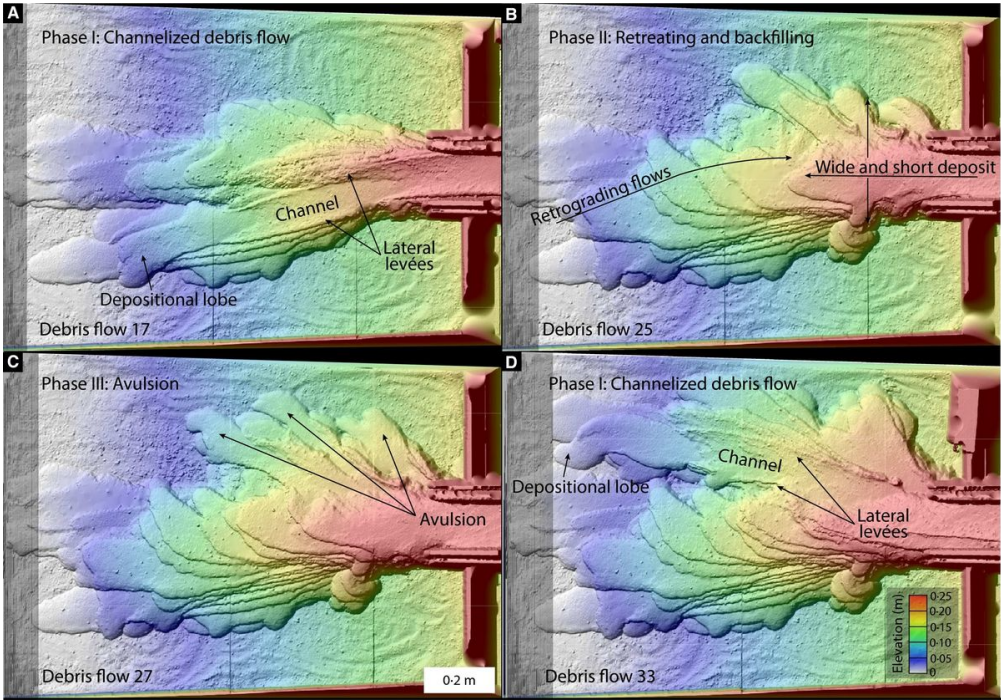 A
Phase I: Channelized debris flow
Channel
Lateral
levées
Depositional lobe
Debris flow 17
B
Phase II: Retreating and backfilling
Wide and short deposit
Retrograding flows
Debris flow 25
C
Phase III: Avulsion
Avulsion
Debris flow 27
0·2 m
D
Phase I: Channelized debris flow
Channel
Depositional lobe
Lateral
levées
Debris flow 33
Elevation (m)
0·25
0·20
0·15
0·10
0·05
0